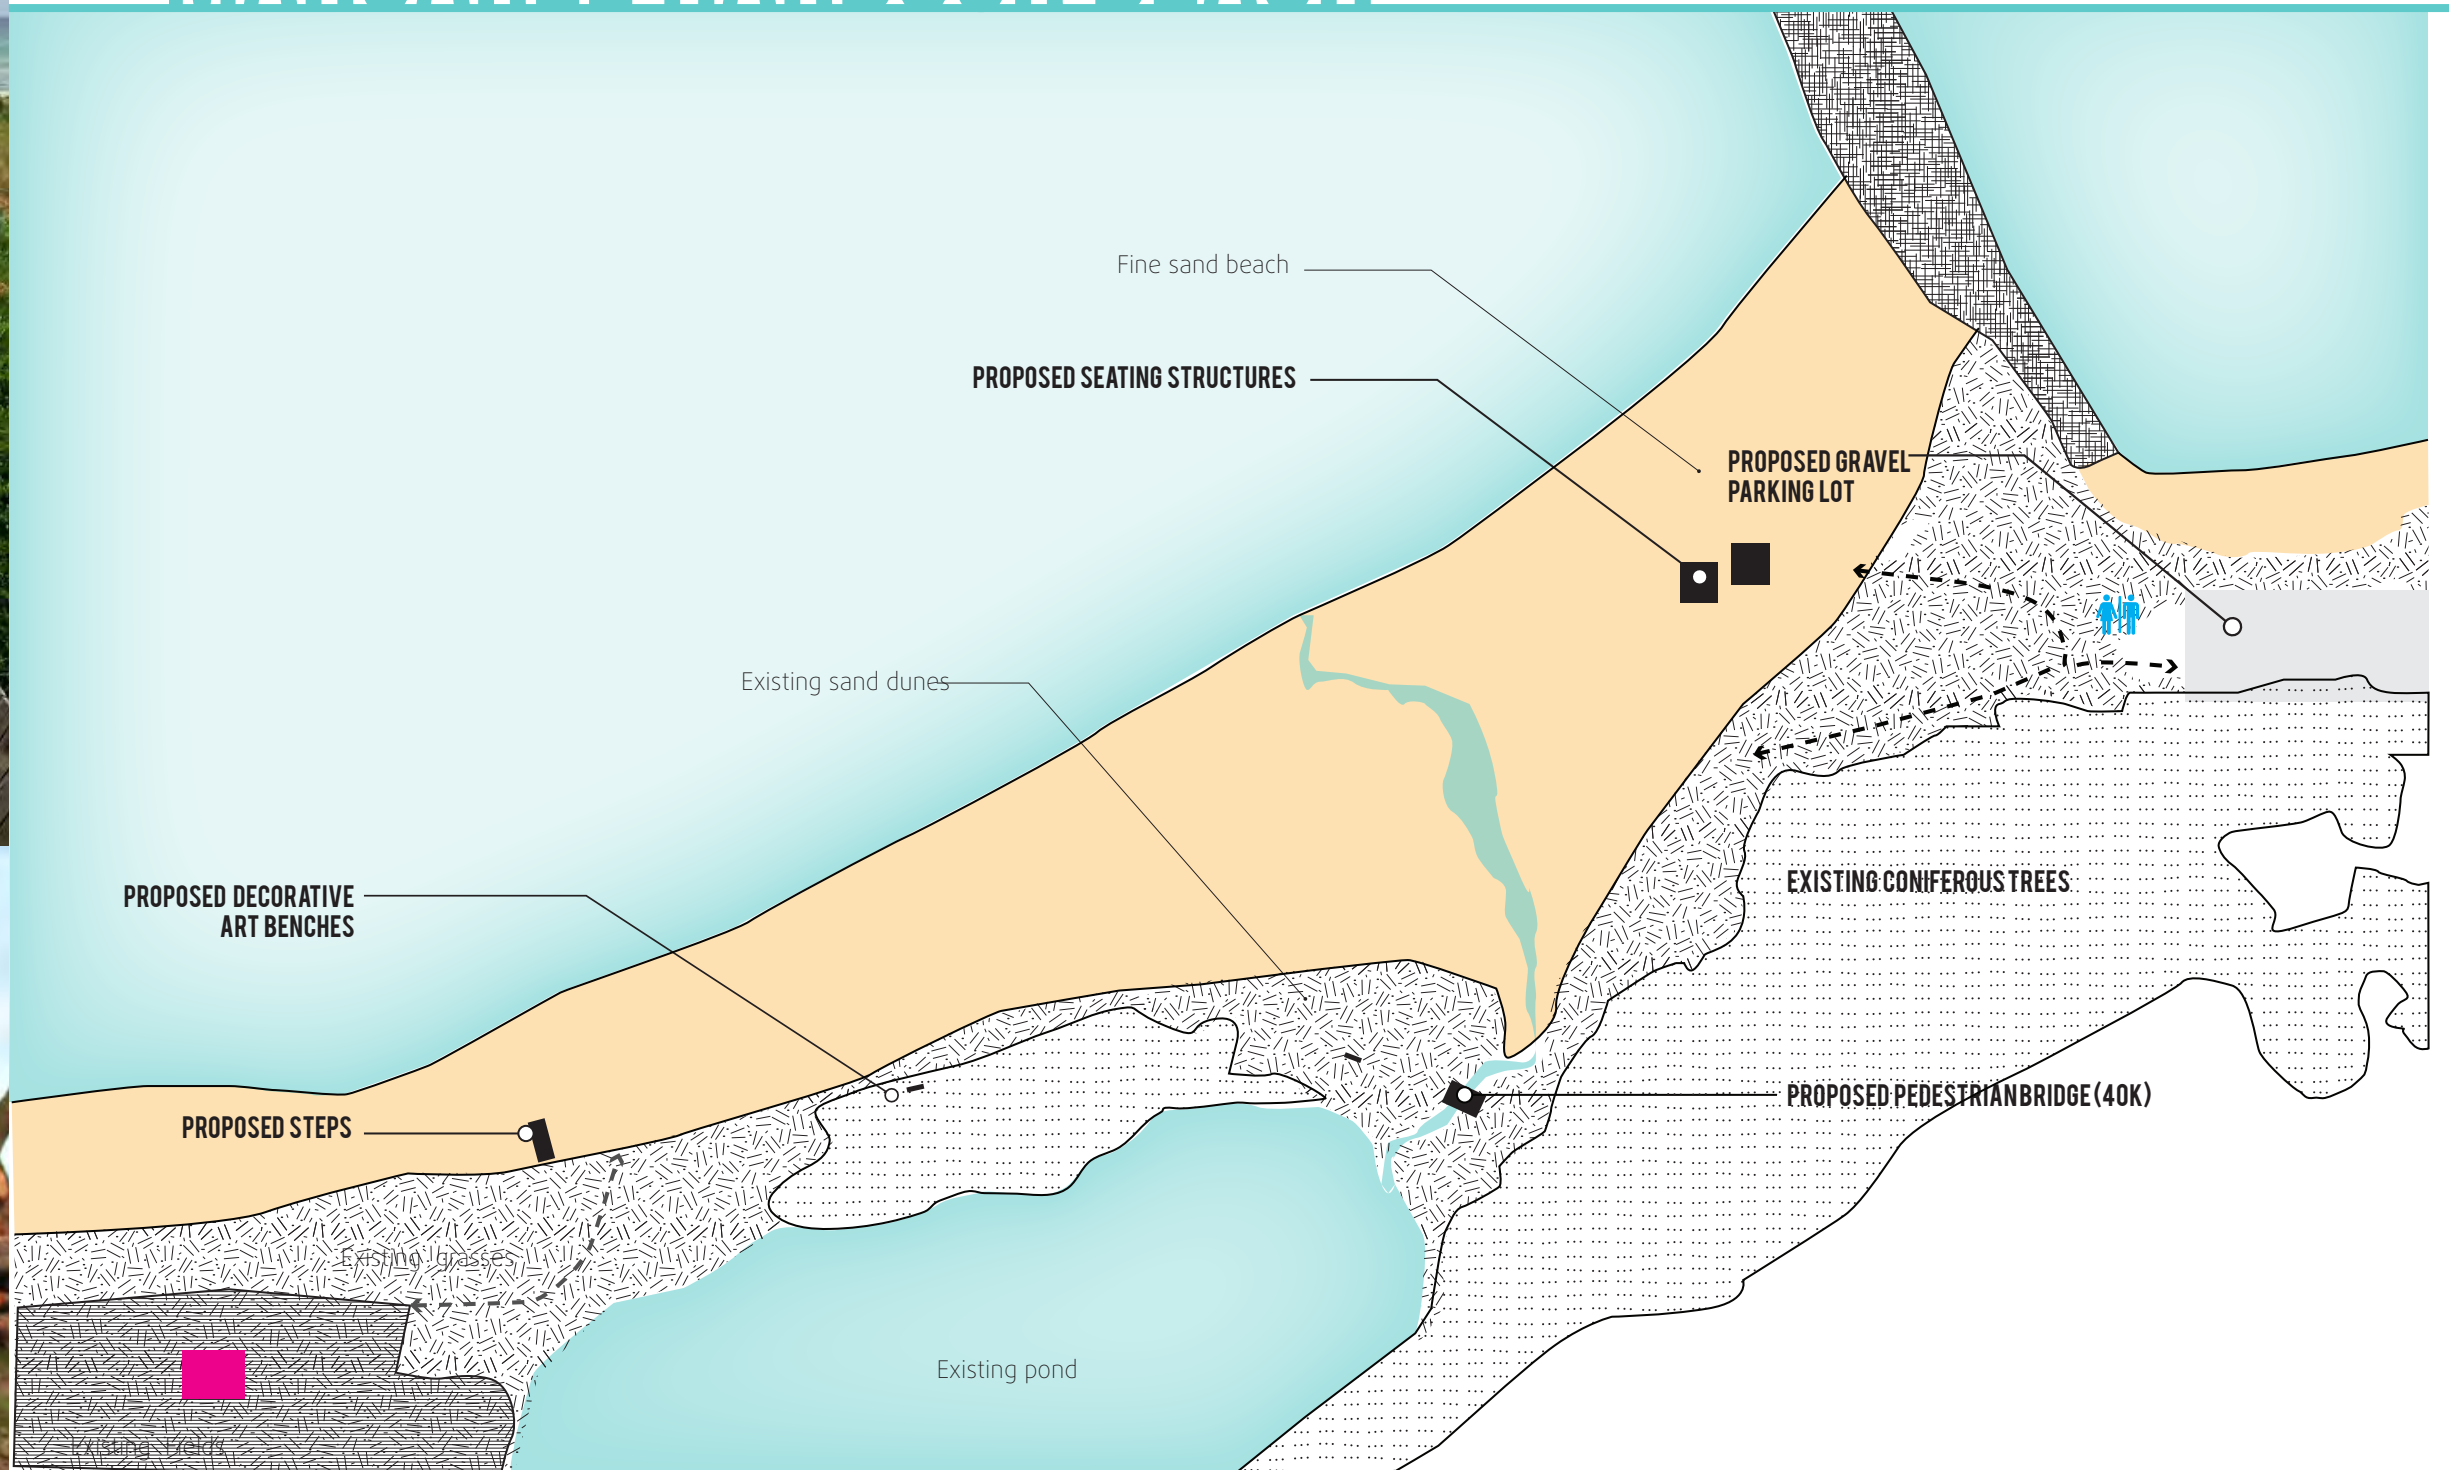 Fine sand beach
PROPOSED SEATING STRUCTURES
PROPOSED GRAVEL
PARKING LOT
Existing sand dunes
PROPOSED DECORATIVE
ART BENCHES
EXISTING CONIFEROUS TREES
PROPOSED STEPS
PROPOSED PEDESTRIAN BRIDGE (40K)
Existing grasses
Existing pond
Existing Fields